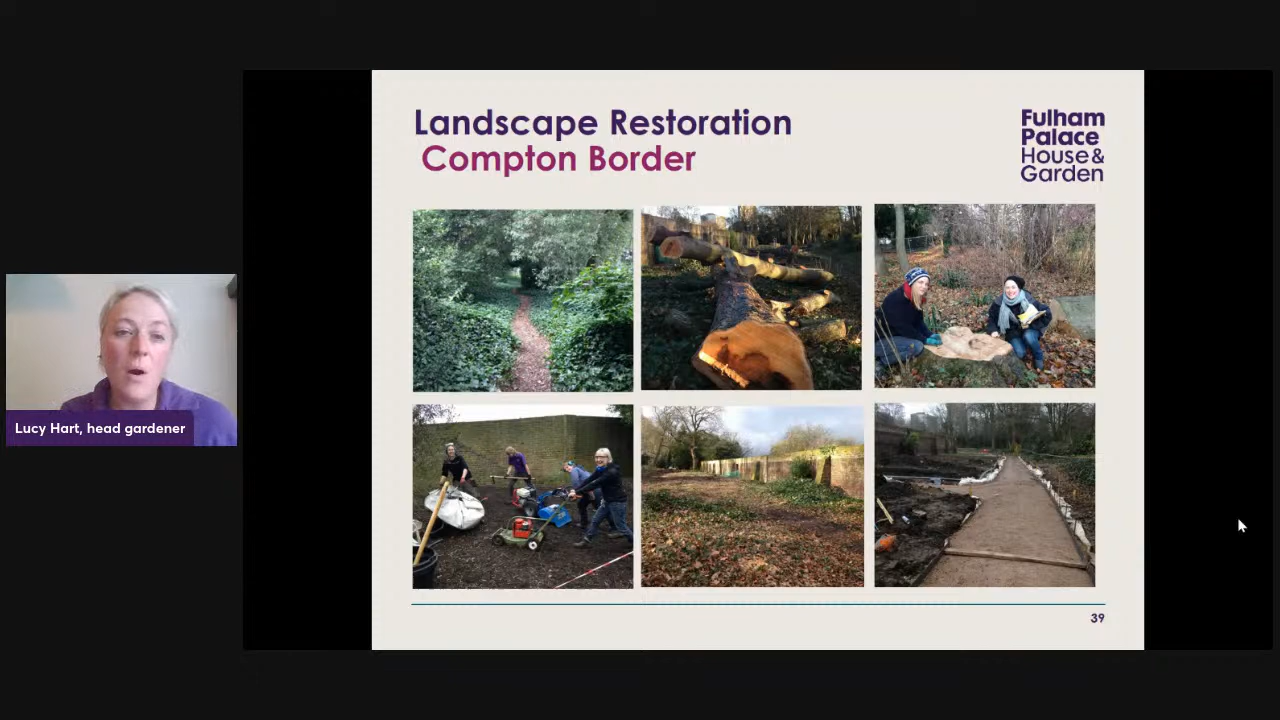 Landscape Restoration
Compton Border
Fulham
Palace
House &
Garden
Lucy Hart, head gardener
39